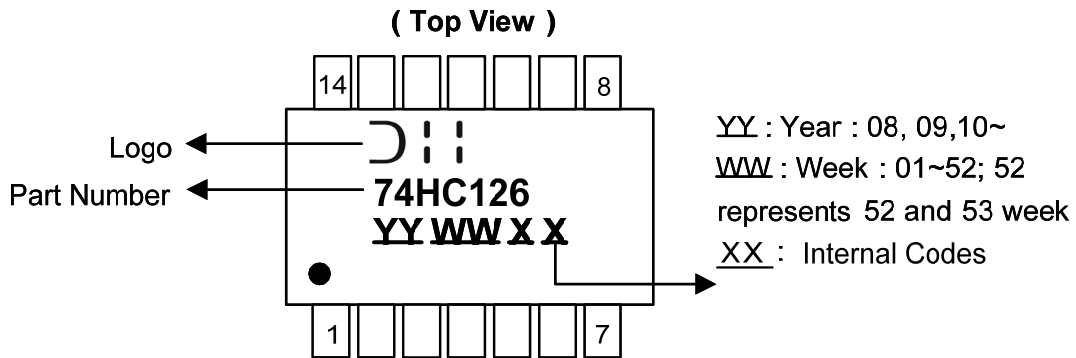 ( Top View )
14 8
Logo
Part Number
74HC126
YY WW X X
1 7
YY : Year : 08, 09,10~
WW : Week : 01~52; 52
represents 52 and 53 week
XX : Internal Codes